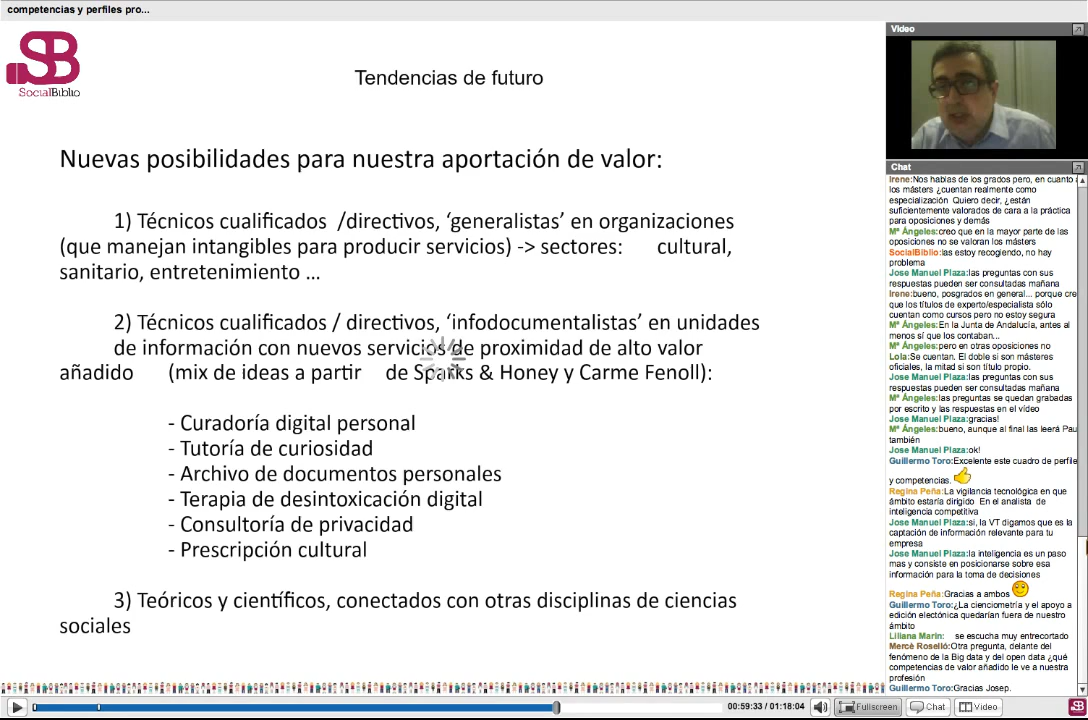 competencias y perfiles pro...
SB
SocialBiblio
Tendencias de futuro
Nuevas posibilidades para nuestra aportación de valor:
1) Técnicos cualificados /directivos, ‘generalistas’ en organizaciones
(que manejan intangibles para producir servicios) -> sectores: cultural,
sanitario, entretenimiento ...
2) Técnicos cualificados / directivos, ‘infodocumentalistas’ en unidades
de información con nuevos servicios de proximidad de alto valor
añadido (mix de ideas a partir de Sparks & Honey y Carme Fenoll):
- Curadoría digital personal
- Tutoría de curiosidad
- Archivo de documentos personales
- Terapia de desintoxicación digital
- Consultoría de privacidad
- Prescripción cultural
3) Teóricos y científicos, conectados con otras disciplinas de ciencias
sociales
Video
Chat
Irene:Nos hablas de los grados pero, en cuanto a
los másters ¿cuentan realmente como
especialización Quiero decir, ¿están
suficientemente valorados de cara a la práctica
para oposiciones y demás
Mª Ángeles:creo que en la mayor parte de las
oposiciones no se valoran los másters
SocialBiblio:las estoy recogiendo, no hay
problema
Jose Manuel Plaza:las preguntas con sus
respuestas pueden ser consultadas mañana
Irene:bueno, posgrados en general... porque cre
que los títulos de experto/especialista sólo
cuentan como cursos pero no estoy segura
Mª Ángeles:En la Junta de Andalucía, antes al
menos sí que los contaban...
Mª Ángeles:pero en otras oposiciones no
Lola:Se cuentan. El doble si son másteres
oficiales, la mitad si son título propio.
Jose Manuel Plaza:las preguntas con sus
respuestas pueden ser consultadas mañana
Mª Ángeles:las preguntas se quedan grabadas
por escrito y las respuestas en el vídeo
Jose Manuel Plaza:gracias!
Mª Ángeles:bueno, aunque al final las leerá Pau
también
Jose Manuel Plaza:ok!
Guillermo Toro:Excelente este cuadro de perfile
y competencias.
Regina Peña:La vigilancia tecnológica en que
ámbito estaría dirigido En el analista de
inteligencia competitiva
Jose Manuel Plaza:si, la VT digamos que es la
captación de información relevante para tu
empresa
Jose Manuel Plaza:la inteligencia es un paso
mas y consiste en posicionarse sobre esa
información para la toma de decisiones
Regina Peña:Gracias a ambos
Guillermo Toro:¿La cienciometría y el apoyo a
edición electónica quedarían fuera de nuestro
ámbito
Liliana Marin: se escucha muy entrecortado
Mercè Roselló:Otra pregunta, delante del
fenómeno de la Big data y del open data ¿qué
competencias de valor añadido le ve a nuestra
profesión
Guillermo Toro:Gracias Josep.
00:59:33 / 01:18:04
Fullscreen
Chat
Video
SB